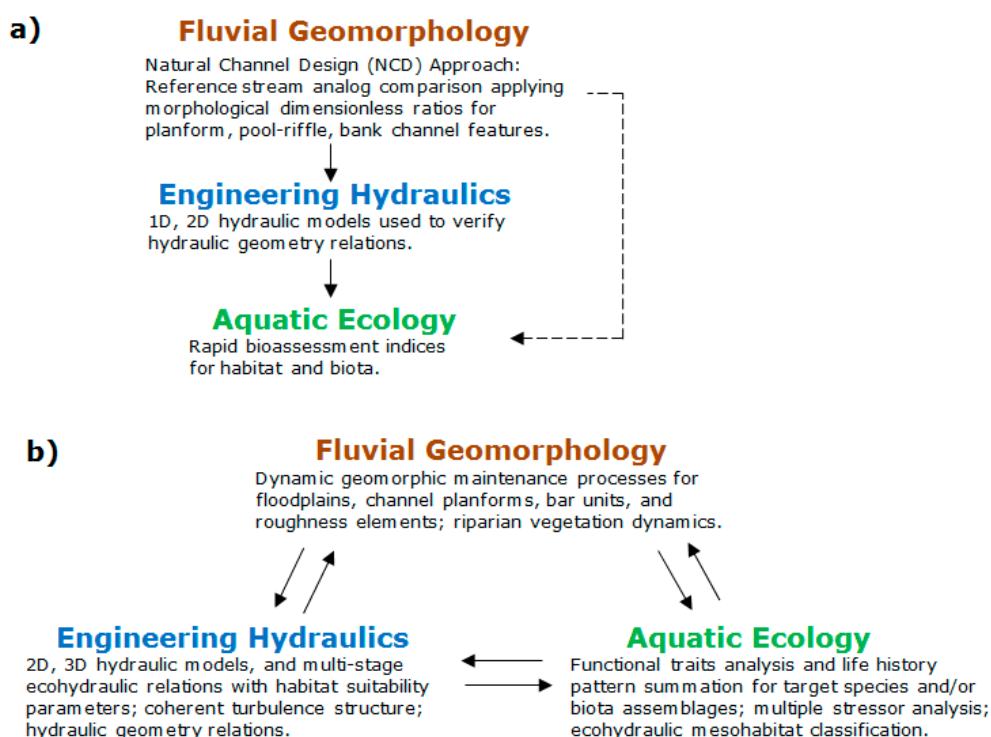 a)
Fluvial Geomorphology
Natural Channel Design (NCD) Approach:
Reference stream analog comparison applying
morphological dimensionless ratios for
planform, pool-riffle, bank channel features.
Engineering Hydraulics
1D, 2D hydraulic models used to verify
hydraulic geometry relations.
Aquatic Ecology
Rapid bioassessment indices
for habitat and biota.
b)
Fluvial Geomorphology
Dynamic geomorphic maintenance processes for
floodplains, channel planforms, bar units, and
roughness elements; riparian vegetation dynamics.
Engineering Hydraulics
2D, 3D hydraulic models, and multi-stage
ecohydraulic relations with habitat suitability
parameters; coherent turbulence structure;
hydraulic geometry relations.
Aquatic Ecology
Functional traits analysis and life history
pattern summation for target species and/or
biota assemblages; multiple stressor analysis;
ecohydraulic mesohabitat classification.